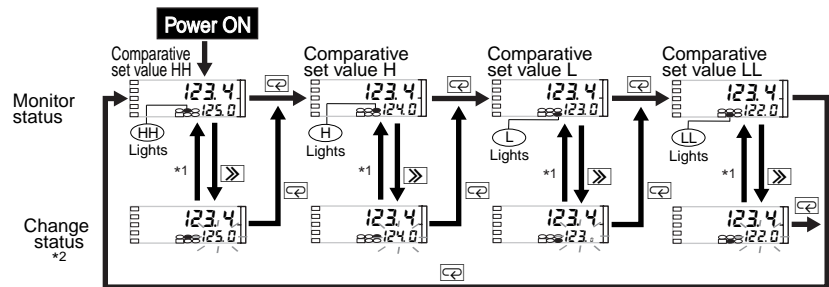 Power ON
Comparative
set value HH
Comparative
set value H
Comparative
set value L
Comparative
set value LL
Monitor
status
123.4
125.0
123.4
124.0
123.4
123.0
123.4
122.0
HH
Lights
H
Lights
L
Lights
LL
Lights
*1
*1
*1
*1
Change
status
*2
123.4
125.0
123.4
124.0
123.4
123.
123.4
122.0